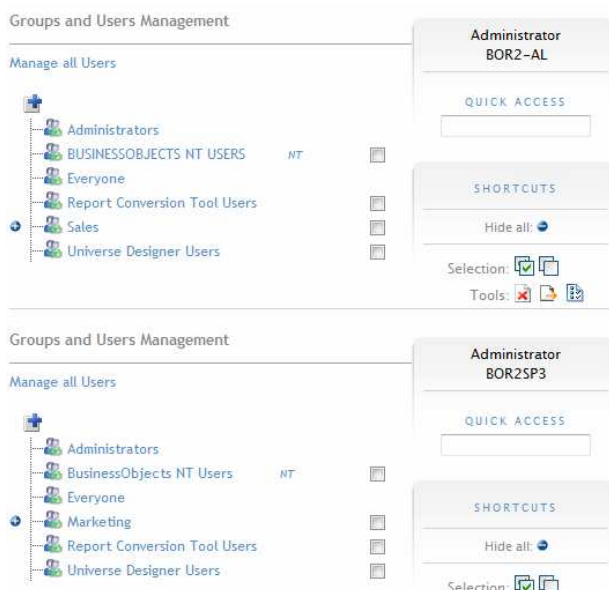 Groups and Users Management
Manage all Users
Administrators
BUSINESSOBJECTS NT USERS NT
Everyone
Report Conversion Tool Users
Sales
Universe Designer Users
Administrator
BOR2-AL
QUICK ACCESS
SHORTCUTS
Hide all:
Selection:
Tools:
Groups and Users Management
Manage all Users
Administrators
BusinessObjects NT Users NT
Everyone
Marketing
Report Conversion Tool Users
Universe Designer Users
Administrator
BOR2SP3
QUICK ACCESS
SHORTCUTS
Hide all:
Selection: